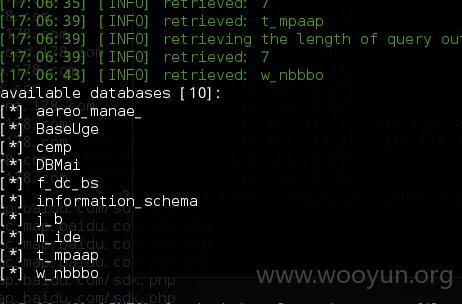 [17:06:35] [INFO] retrieved: 7
[17:06:39] [INFO] retrieved: t_mpaap
[17:06:39] [INFO] retrieving the length of query ou
[17:06:39] [INFO] retrieved: 7
[17:06:43] [INFO] retrieved: w_nbbbo
available databases [10]:
[*] aereo_manae_
[*] BaseUge
[*] cemp
[*] DBMai
[*] f_dc_bs
[*] information_schema
[*] j_b
[*] m_ide
[*] t_mpaap
[*] w_nbbbo
www.wooyun.org